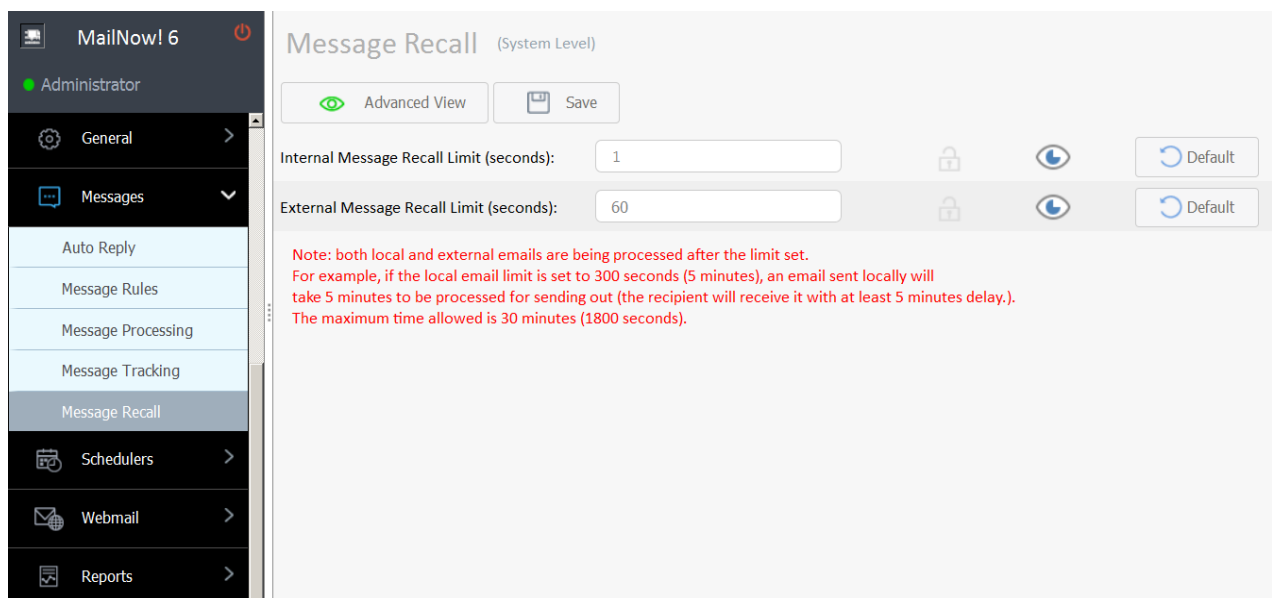 MailNow! 6
Administrator
General
Messages
Auto Reply
Message Rules
Message Processing
Message Tracking
Message Recall
Schedulers
Webmail
Reports
Message Recall (System Level)
Advanced View Save
Internal Message Recall Limit (seconds): 1 Default
External Message Recall Limit (seconds): 60 Default
Note: both local and external emails are being processed after the limit set.
For example, if the local email limit is set to 300 seconds (5 minutes), an email sent locally will
take 5 minutes to be processed for sending out (the recipient will receive it with at least 5 minutes delay.).
The maximum time allowed is 30 minutes (1800 seconds).